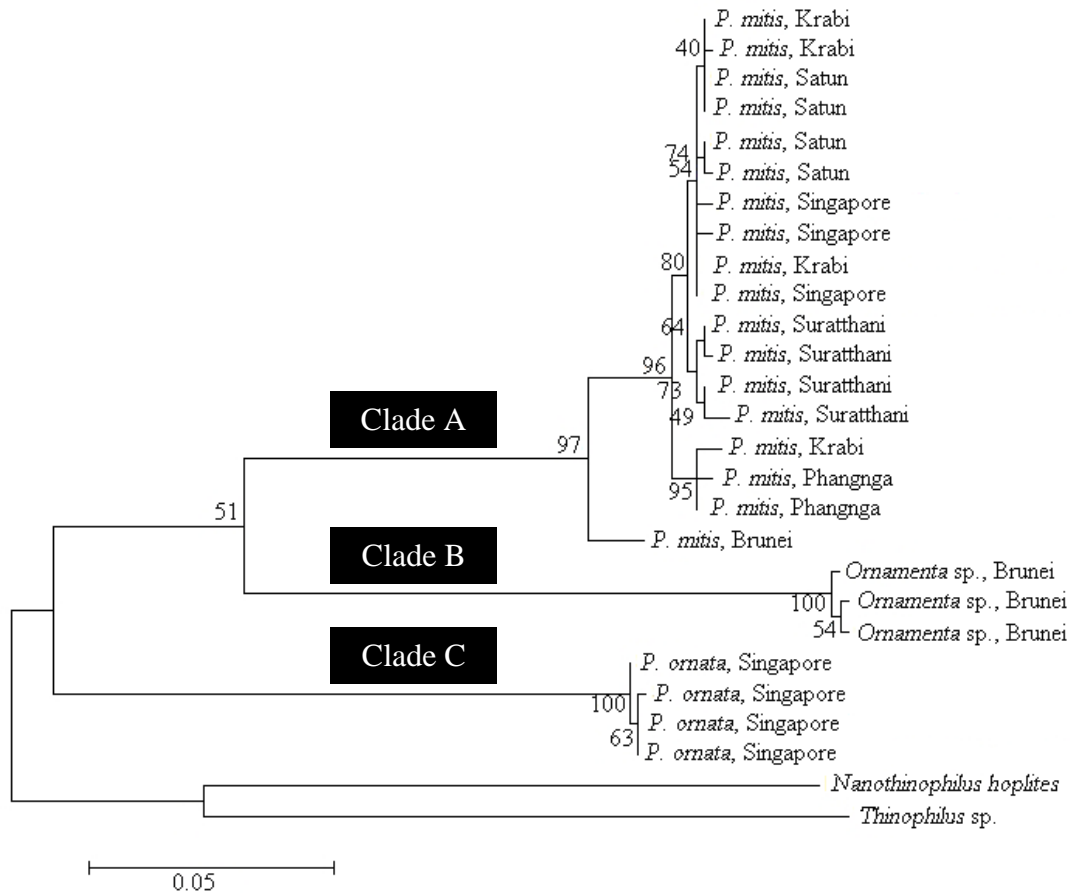 P. mitis, Krabi
40
P. mitis, Krabi
P. mitis, Satun
P. mitis, Satun
P. mitis, Satun
74
54
P. mitis, Satun
P. mitis, Singapore
P. mitis, Singapore
80
P. mitis, Krabi
P. mitis, Singapore
64
P. mitis, Suratthani
P. mitis, Suratthani
96
73
P. mitis, Suratthani
49
P. mitis, Suratthani
Clade A
97
P. mitis, Krabi
P. mitis, Phangnga
95
P. mitis, Phangnga
51
P. mitis, Brunei
Clade B
Ornamenta sp., Brunei
100
Ornamenta sp., Brunei
54
Ornamenta sp., Brunei
Clade C
P. ornata, Singapore
100
P. ornata, Singapore
P. ornata, Singapore
63
P. ornata, Singapore
Nanothinophilus hoplites
Thinophilus sp.
0.05